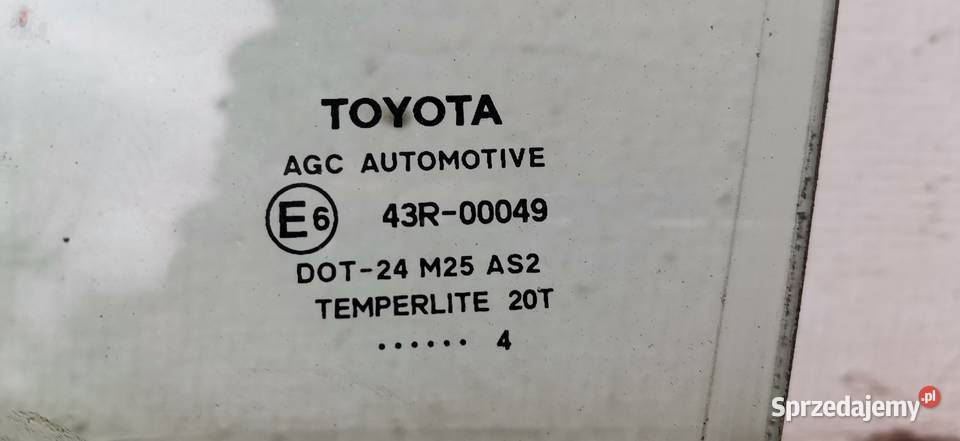 TOYOTA
AGC AUTOMOTIVE
E6 43R-00049
DOT-24 M25 AS2
TEMPERLITE 20T
...... 4
Sprzedajemy.pl